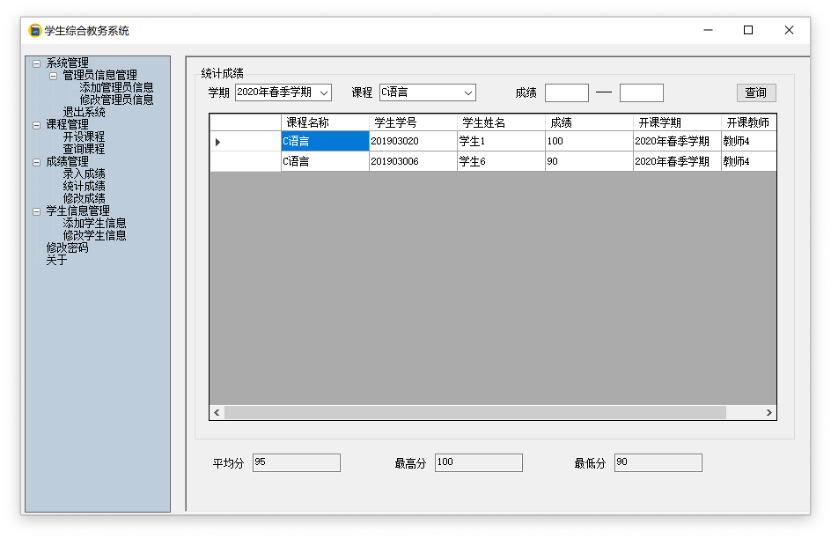 学生综合教务系统
系统管理
管理员信息管理
添加管理员信息
修改管理员信息
退出系统
课程管理
开设课程
查询课程
成绩管理
录入成绩
统计成绩
修改成绩
学生信息管理
添加学生信息
修改学生信息
修改密码
关于
统计成绩
学期 2020年春季学期 课程 C语言 成绩 — 查询
课程名称 学生学号 学生姓名 成绩 开课学期 开课教师
C语言 201903020 学生1 100 2020年春季学期 教师4
C语言 201903006 学生6 90 2020年春季学期 教师4
平均分 95 最高分 100 最低分 90